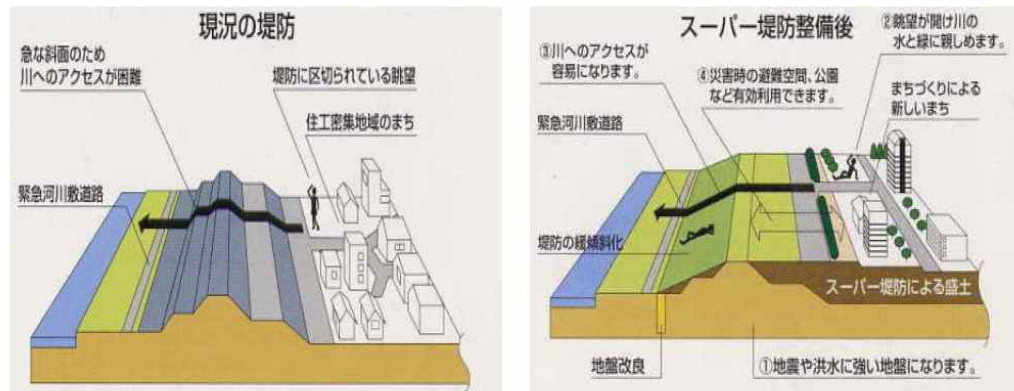 現況の堤防
急な斜面のため
川へのアクセスが困難
堤防に区切られている眺望
住工密集地域のまち
緊急河川敷道路
スーパー堤防整備後
②眺望が開け川の
水と緑に親しめます。
③川へのアクセスが
容易になります。
④災害時の避難空間、公園
など有効利用できます。
まちづくりによる
新しいまち
緊急河川敷道路
堤防の緩傾斜化
スーパー堤防による盛土
地盤改良
①地震や洪水に強い地盤になります。